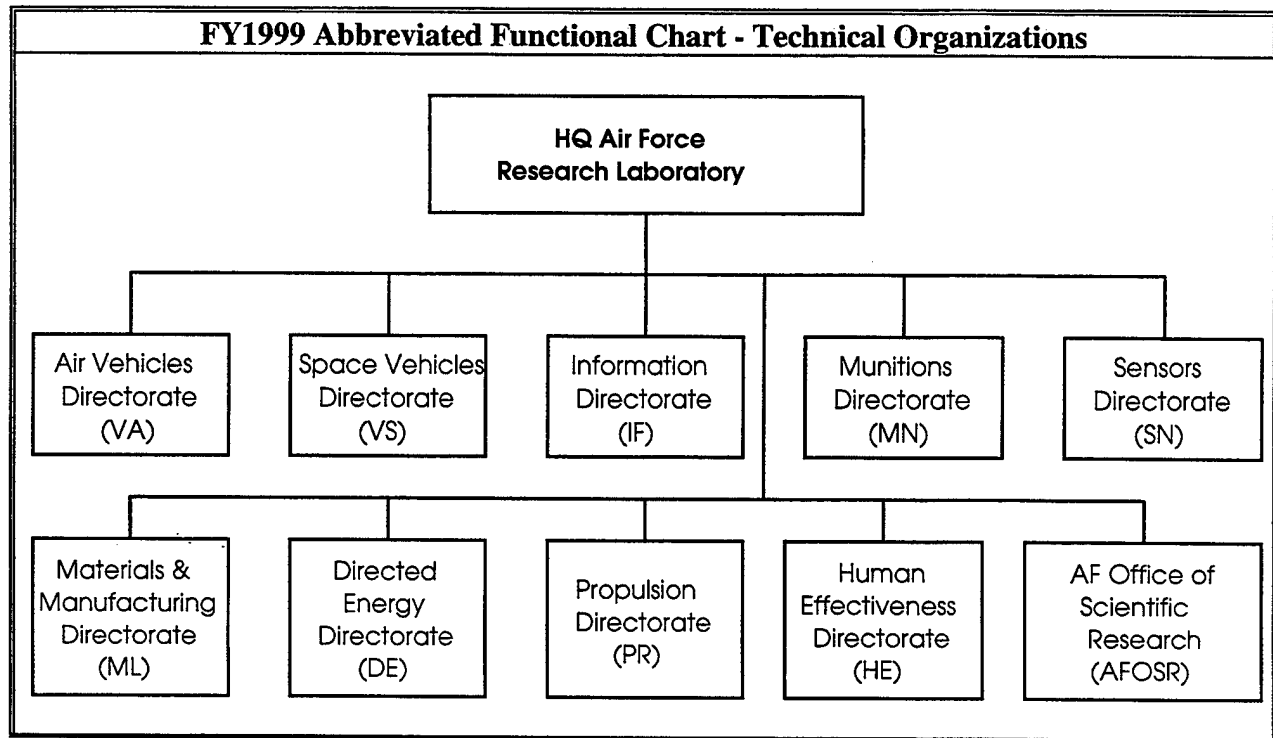 FY1999 Abbreviated Functional Chart - Technical Organizations
HQ Air Force
Research Laboratory
Air Vehicles
Directorate
(VA)
Space Vehicles
Directorate
(VS)
Information
Directorate
(IF)
Munitions
Directorate
(MN)
Sensors
Directorate
(SN)
Materials &
Manufacturing
Directorate
(ML)
Directed
Energy
Directorate
(DE)
Propulsion
Directorate
(PR)
Human
Effectiveness
Directorate
(HE)
AF Office of
Scientific
Research
(AFOSR)